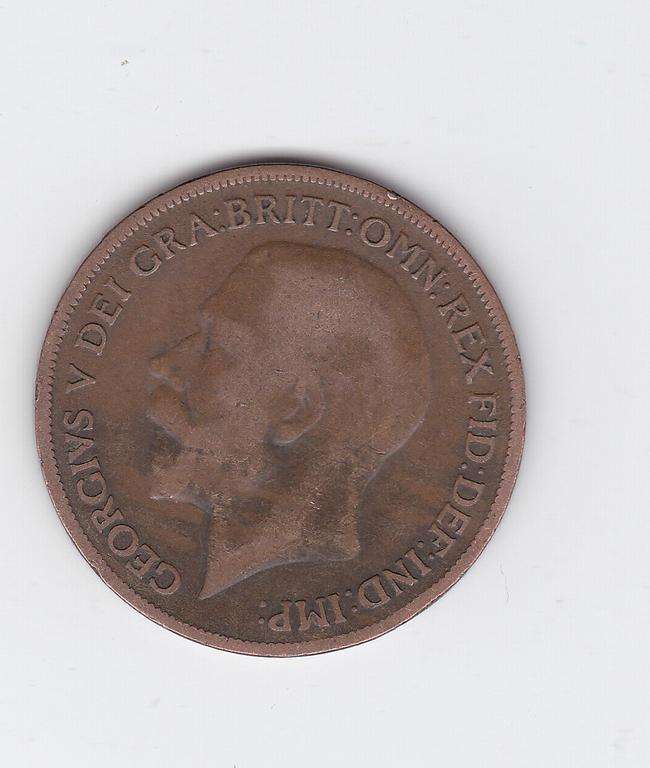 GEORGIVS V DEI GRA:BRITT:OMN:REX FID:DEF:IND:IMP: